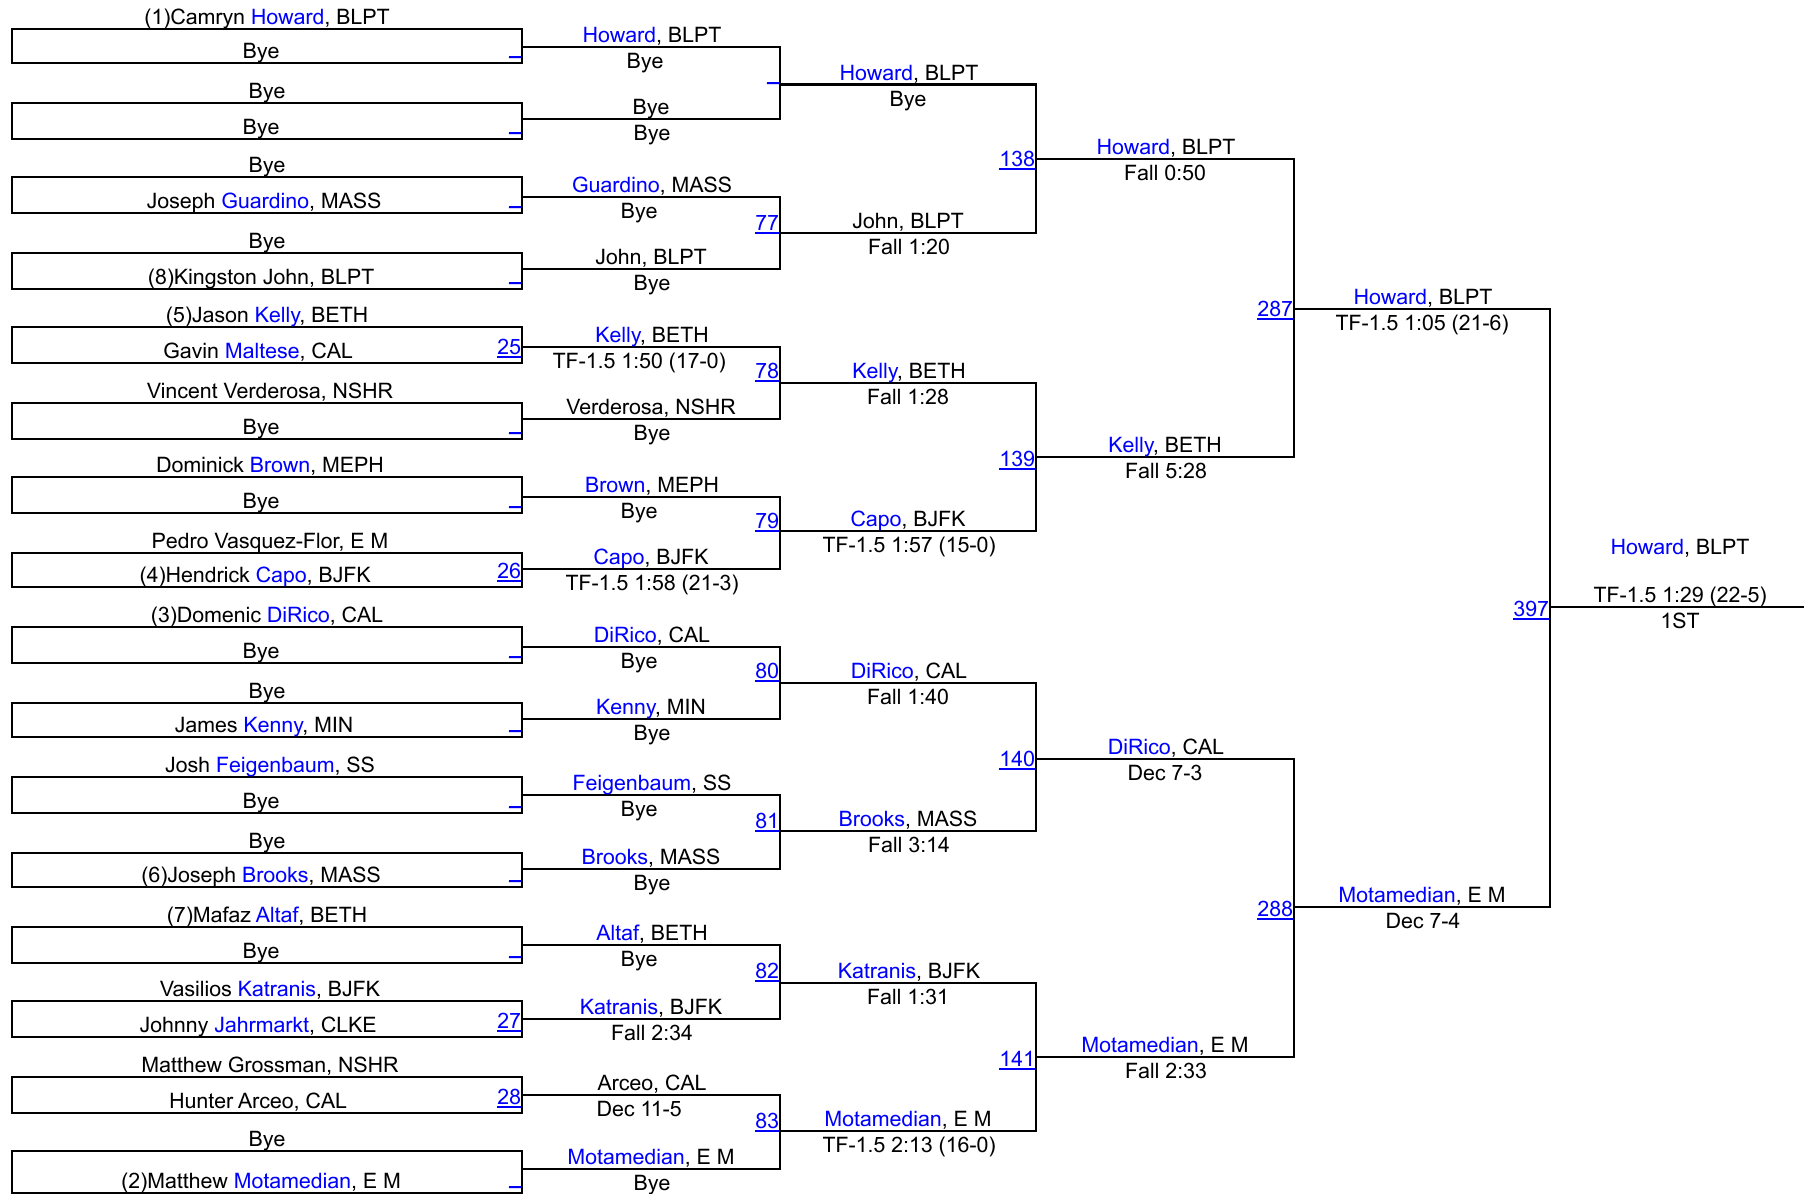 (1)Camryn Howard, BLPT
Bye
Bye
Bye
Bye
Joseph Guardino, MASS
Bye
(8)Kingston John, BLPT
(5)Jason Kelly, BETH
Gavin Maltese, CAL
25
Vincent Verderosa, NSHR
Bye
Dominick Brown, MEPH
Bye
Pedro Vasquez-Flor, E M
(4)Hendrick Capo, BJFK
26
(3)Domenic DiRico, CAL
Bye
Bye
James Kenny, MIN
Josh Feigenbaum, SS
Bye
Bye
(6)Joseph Brooks, MASS
(7)Mafaz Altaf, BETH
Bye
Vasilios Katranis, BJFK
Johnny Jahrmarkt, CLKE
27
Matthew Grossman, NSHR
Hunter Arceo, CAL
28
Bye
(2)Matthew Motamedian, E M
Howard, BLPT
Bye
Bye
Bye
Guardino, MASS
Bye
77
John, BLPT
Bye
Kelly, BETH
TF-1.5 1:50 (17-0)
78
Verderosa, NSHR
Bye
Brown, MEPH
Bye
79
Capo, BJFK
TF-1.5 1:58 (21-3)
DiRico, CAL
Bye
80
Kenny, MIN
Bye
Feigenbaum, SS
Bye
81
Brooks, MASS
Bye
Altaf, BETH
Bye
82
Katranis, BJFK
Fall 2:34
Arceo, CAL
Dec 11-5
83
Motamedian, E M
Bye
Howard, BLPT
Bye
138
John, BLPT
Fall 1:20
Kelly, BETH
Fall 1:28
139
Capo, BJFK
TF-1.5 1:57 (15-0)
DiRico, CAL
Fall 1:40
140
Brooks, MASS
Fall 3:14
Katranis, BJFK
Fall 1:31
141
Motamedian, E M
TF-1.5 2:13 (16-0)
Howard, BLPT
Fall 0:50
287
Kelly, BETH
Fall 5:28
DiRico, CAL
Dec 7-3
288
Motamedian, E M
Fall 2:33
Howard, BLPT
TF-1.5 1:05 (21-6)
397
Motamedian, E M
Dec 7-4
Howard, BLPT
TF-1.5 1:29 (22-5)
1ST